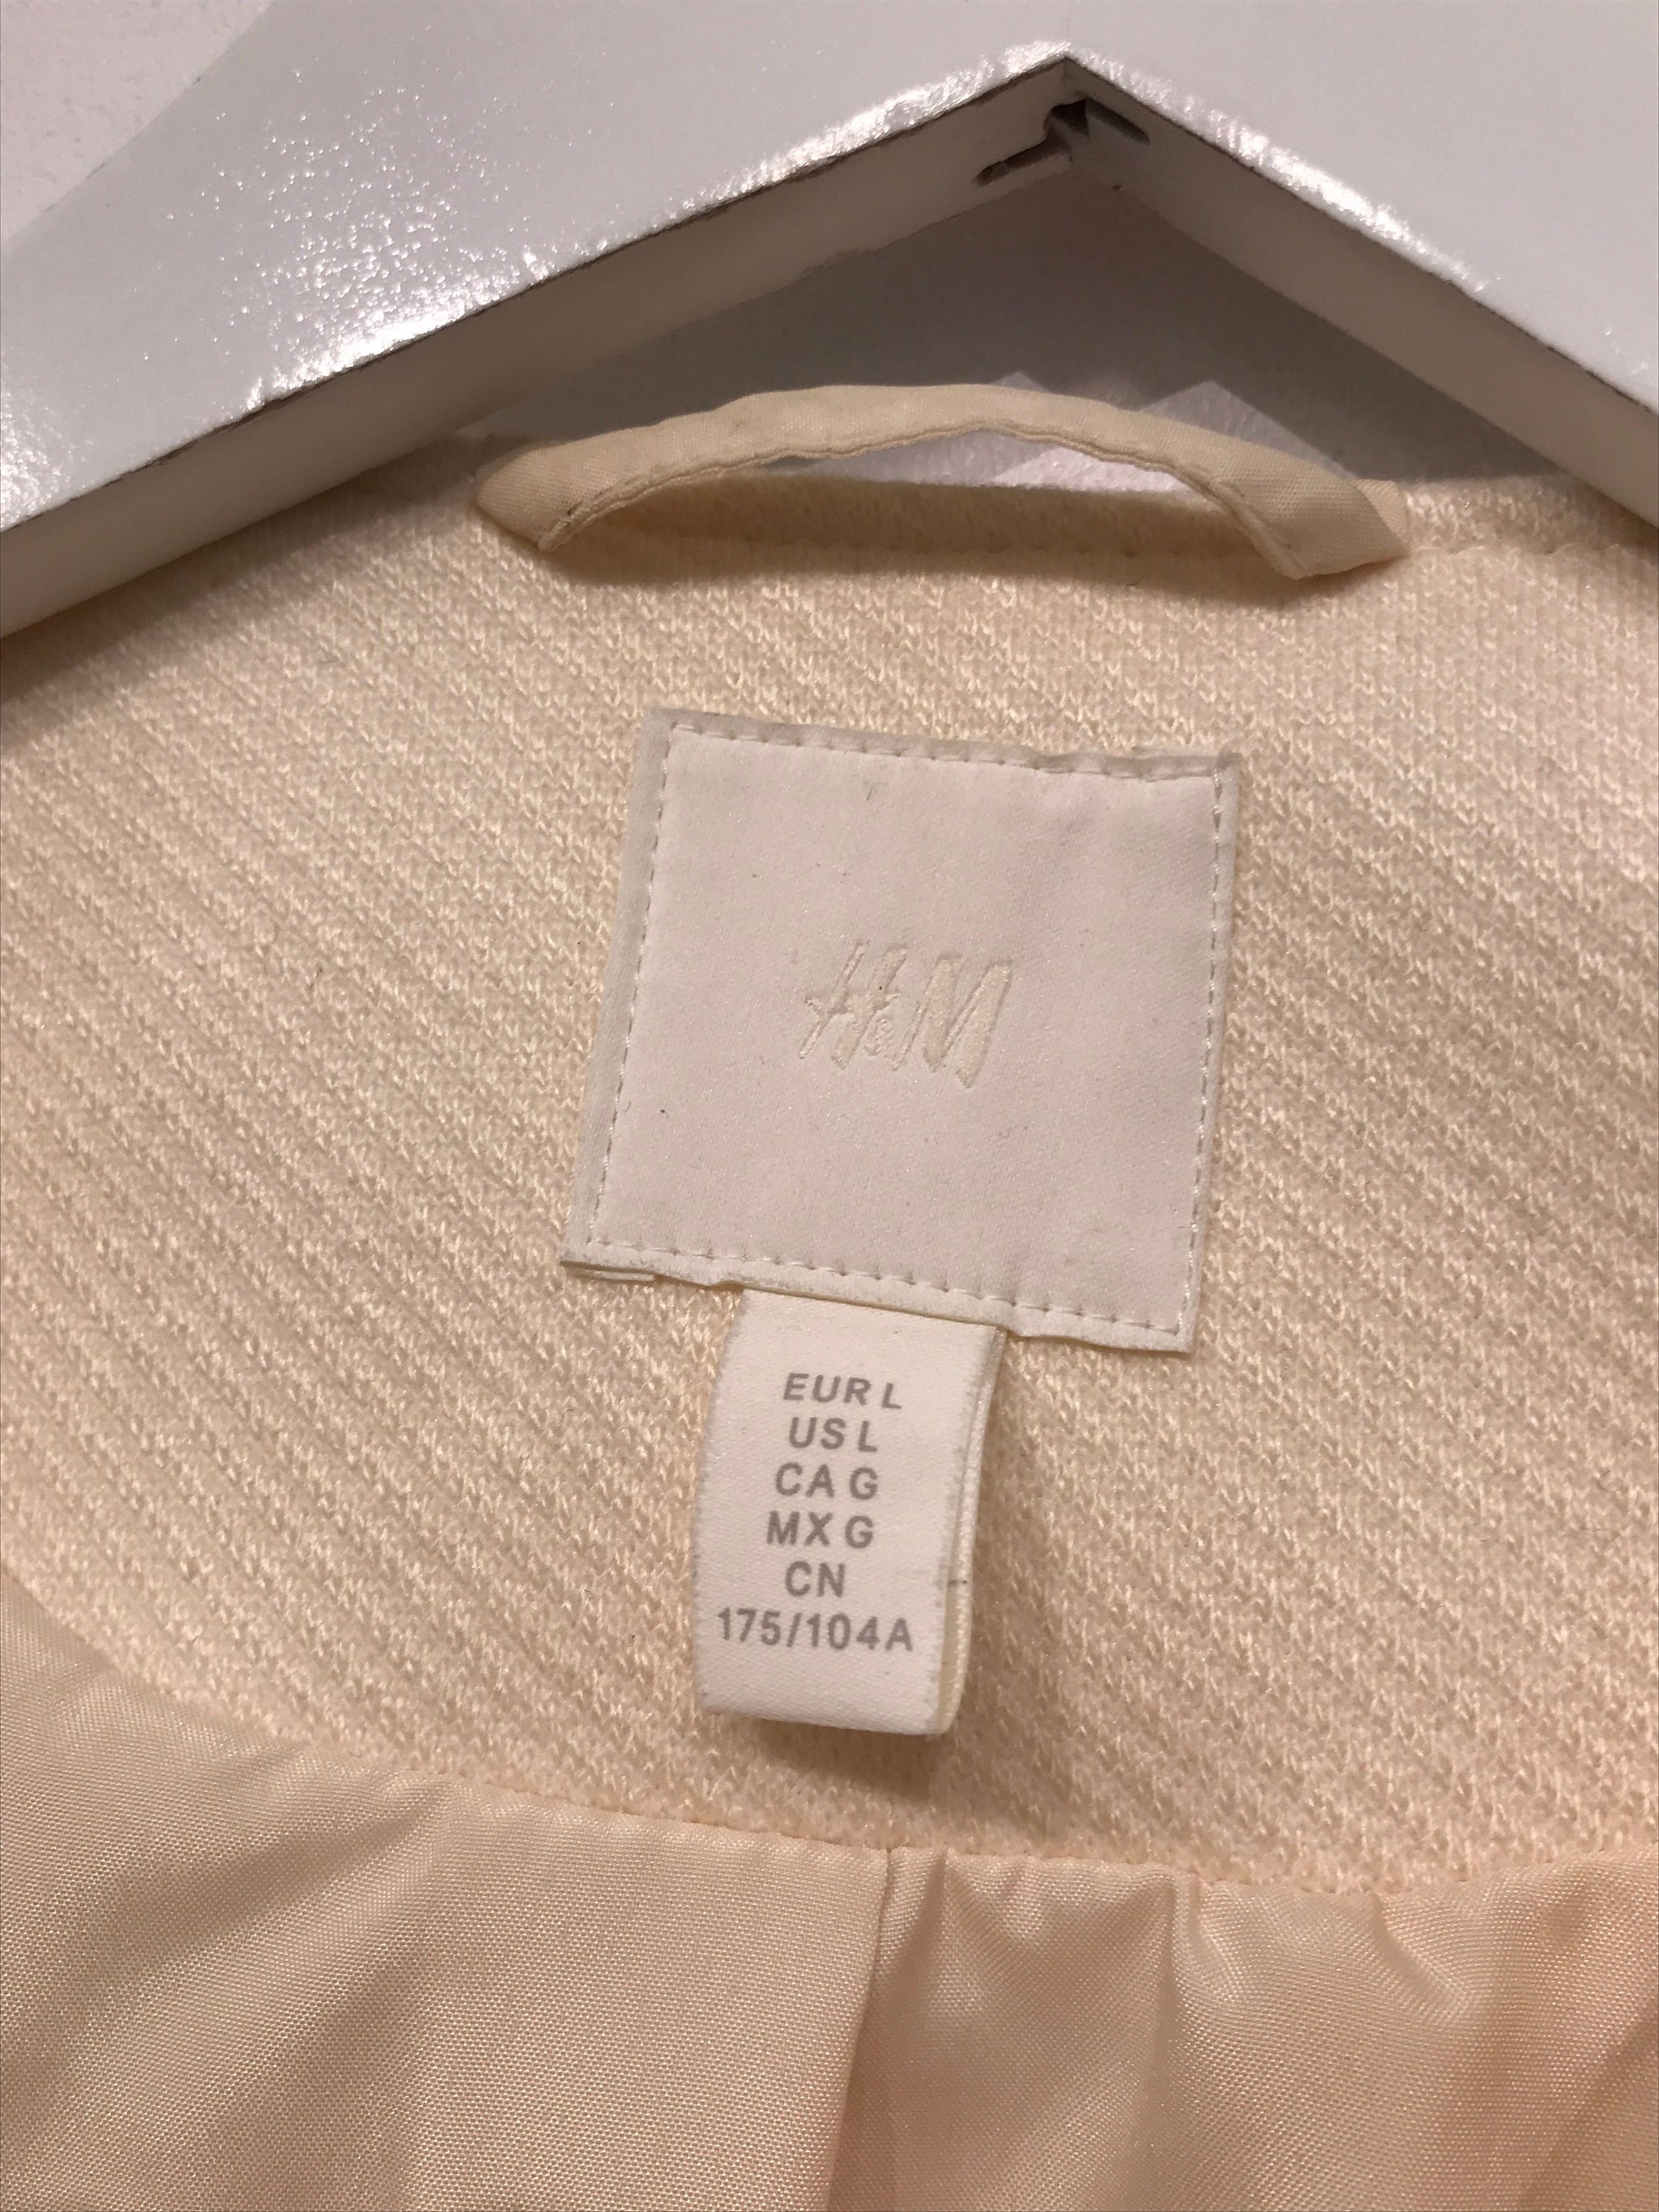 H&M
EUR L
US L
CA G
MX G
CN
175/104A